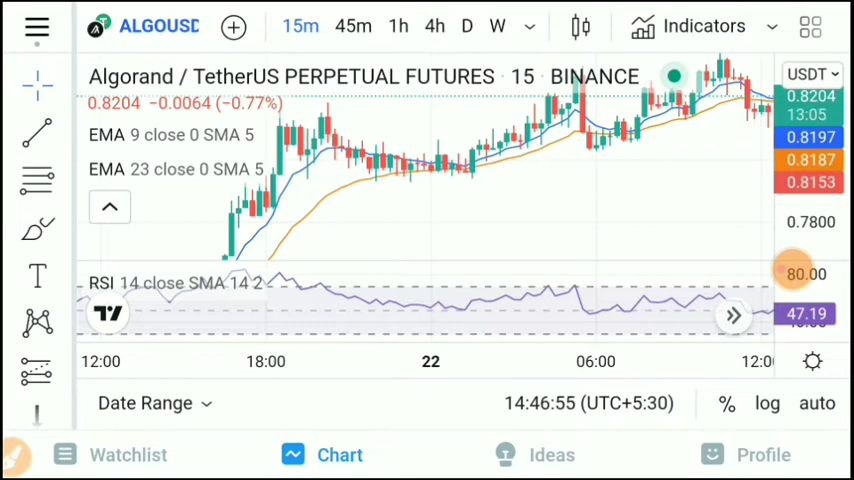 ALGOUSD 15m 45m 1h 4h D W Indicators
Algorand / TetherUS PERPETUAL FUTURES · 15 · BINANCE USDT
0.8204 −0.0064 (−0.77%) 0.8204
13:05
EMA 9 close 0 SMA 5 0.8197
EMA 23 close 0 SMA 5 0.8187
0.8153
0.7800
RSI 14 close SMA 14 2 80.00
47.19
12:00 18:00 22 06:00 12:00
Date Range 14:46:55 (UTC+5:30) % log auto
Watchlist Chart Ideas Profile